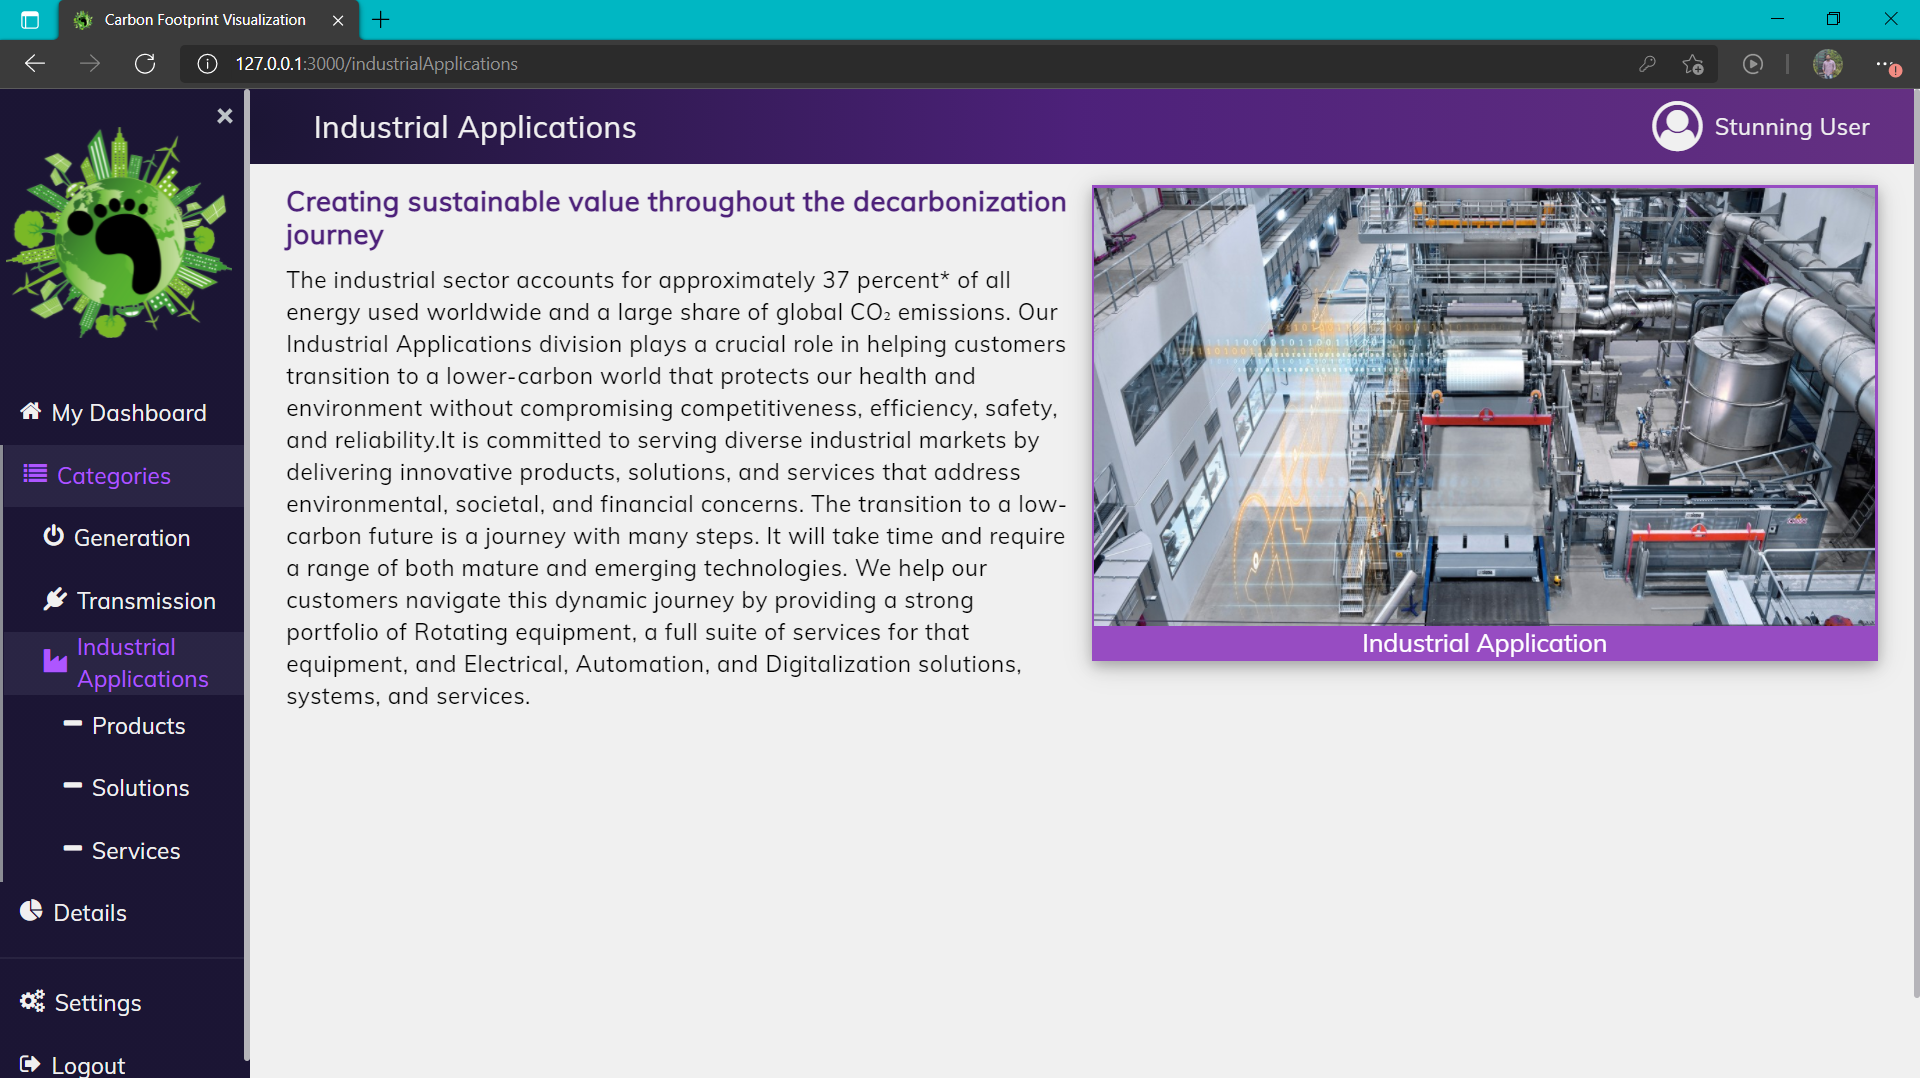 Carbon Footprint Visualization
127.0.0.1:3000/industrialApplications
Industrial Applications
Stunning User
My Dashboard
Categories
Generation
Transmission
Industrial
Applications
Products
Solutions
Services
Details
Settings
Logout
Creating sustainable value throughout the decarbonization
journey
The industrial sector accounts for approximately 37 percent* of all
energy used worldwide and a large share of global CO₂ emissions. Our
Industrial Applications division plays a crucial role in helping customers
transition to a lower-carbon world that protects our health and
environment without compromising competitiveness, efficiency, safety,
and reliability.It is committed to serving diverse industrial markets by
delivering innovative products, solutions, and services that address
environmental, societal, and financial concerns. The transition to a low-
carbon future is a journey with many steps. It will take time and require
a range of both mature and emerging technologies. We help our
customers navigate this dynamic journey by providing a strong
portfolio of Rotating equipment, a full suite of services for that
equipment, and Electrical, Automation, and Digitalization solutions,
systems, and services.
Industrial Application